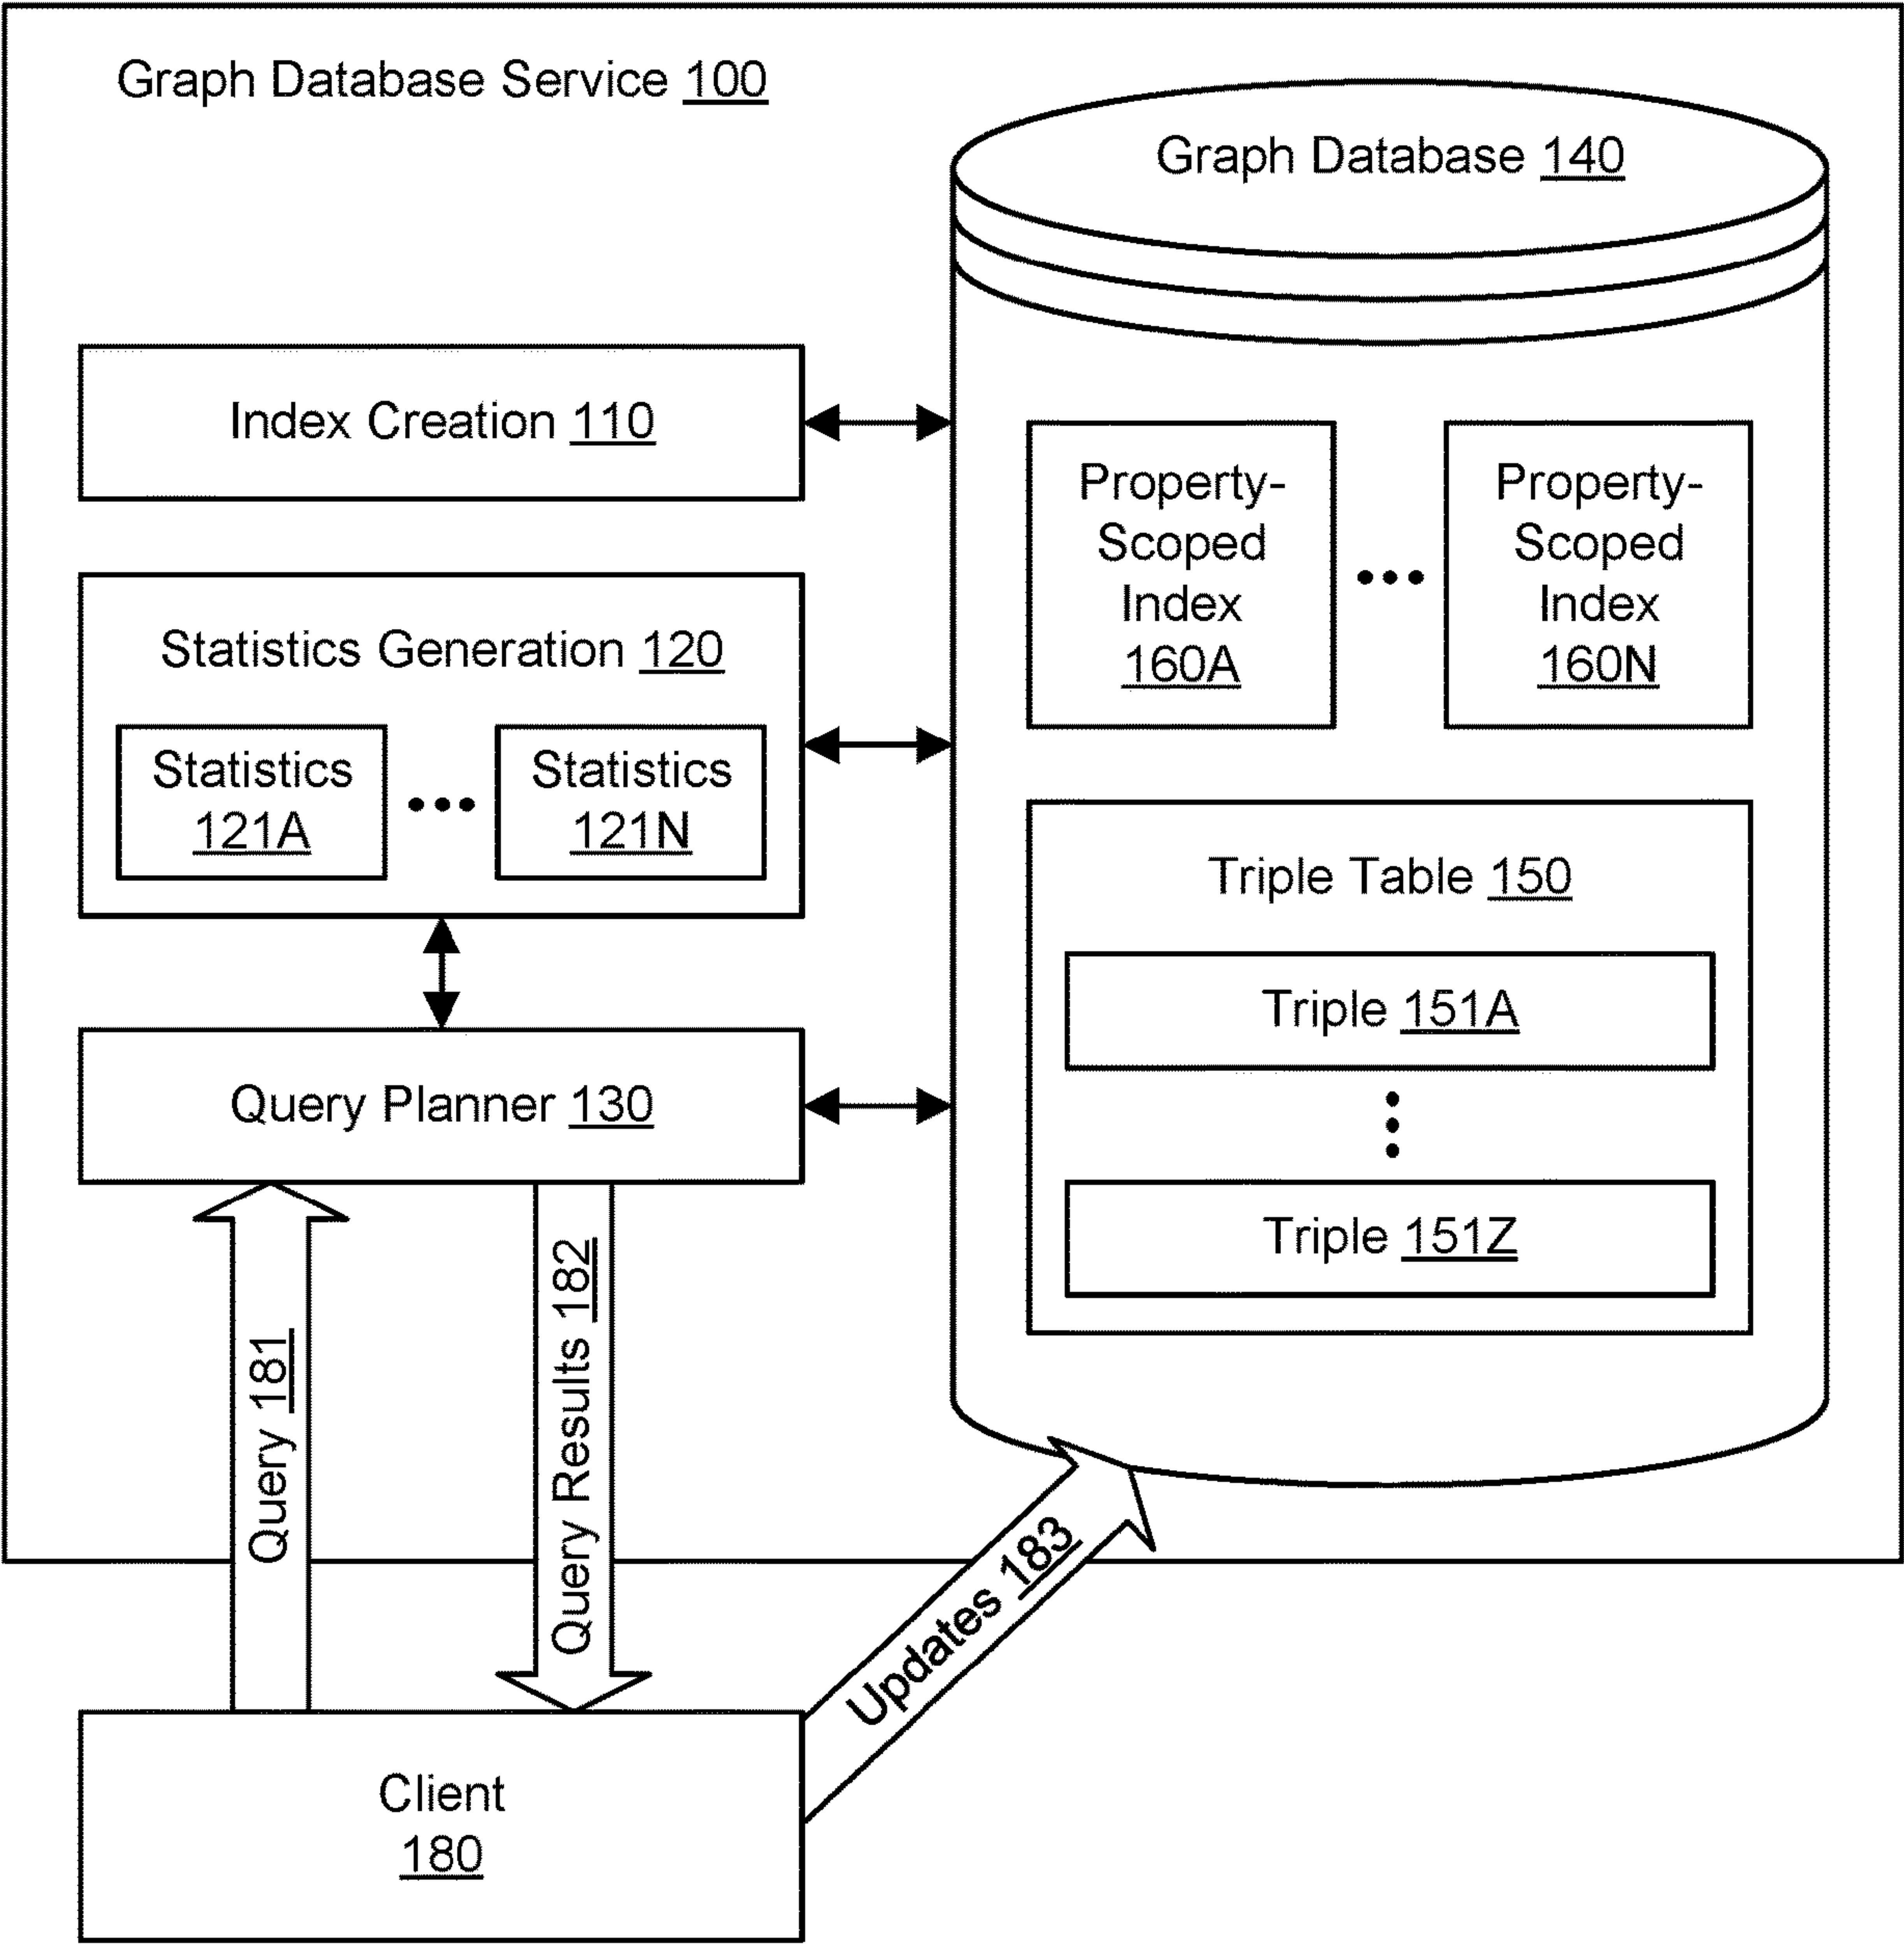 Graph Database Service 100
Graph Database 140
Index Creation 110
Property-
Scoped
Index
160A
Property-
Scoped
Index
160N
Statistics Generation 120
Statistics
121A
Statistics
121N
Triple Table 150
Triple 151A
Triple 151Z
Query Planner 130
Query 181
Query Results 182
Updates 183
Client
180